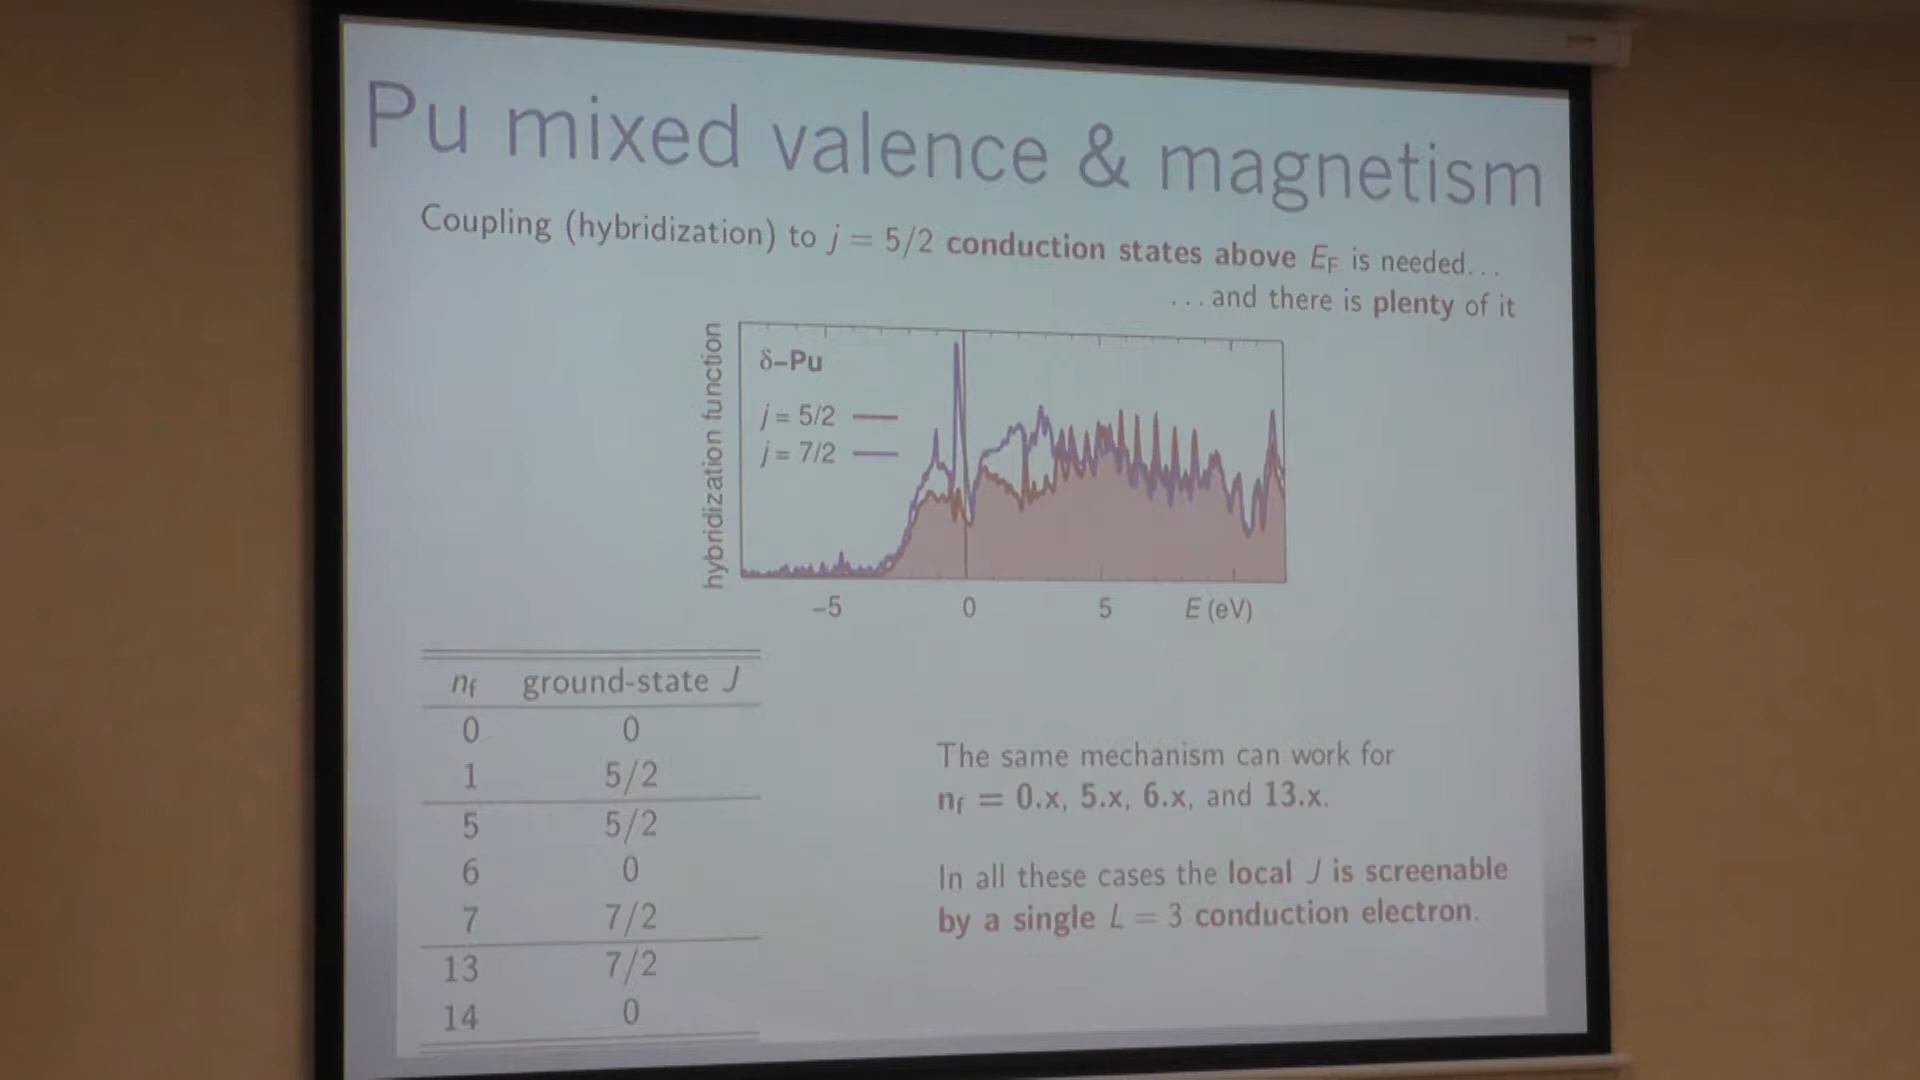 Pu mixed valence & magnetism
Coupling (hybridization) to j = 5/2 conduction states above EF is needed...
...and there is plenty of it
hybridization function
δ–Pu
j = 5/2
j = 7/2
–5 0 5 E (eV)
nf ground-state J
0 0
1 5/2
5 5/2
6 0
7 7/2
13 7/2
14 0
The same mechanism can work for
nf = 0.x, 5.x, 6.x, and 13.x.
In all these cases the local J is screenable
by a single L = 3 conduction electron.